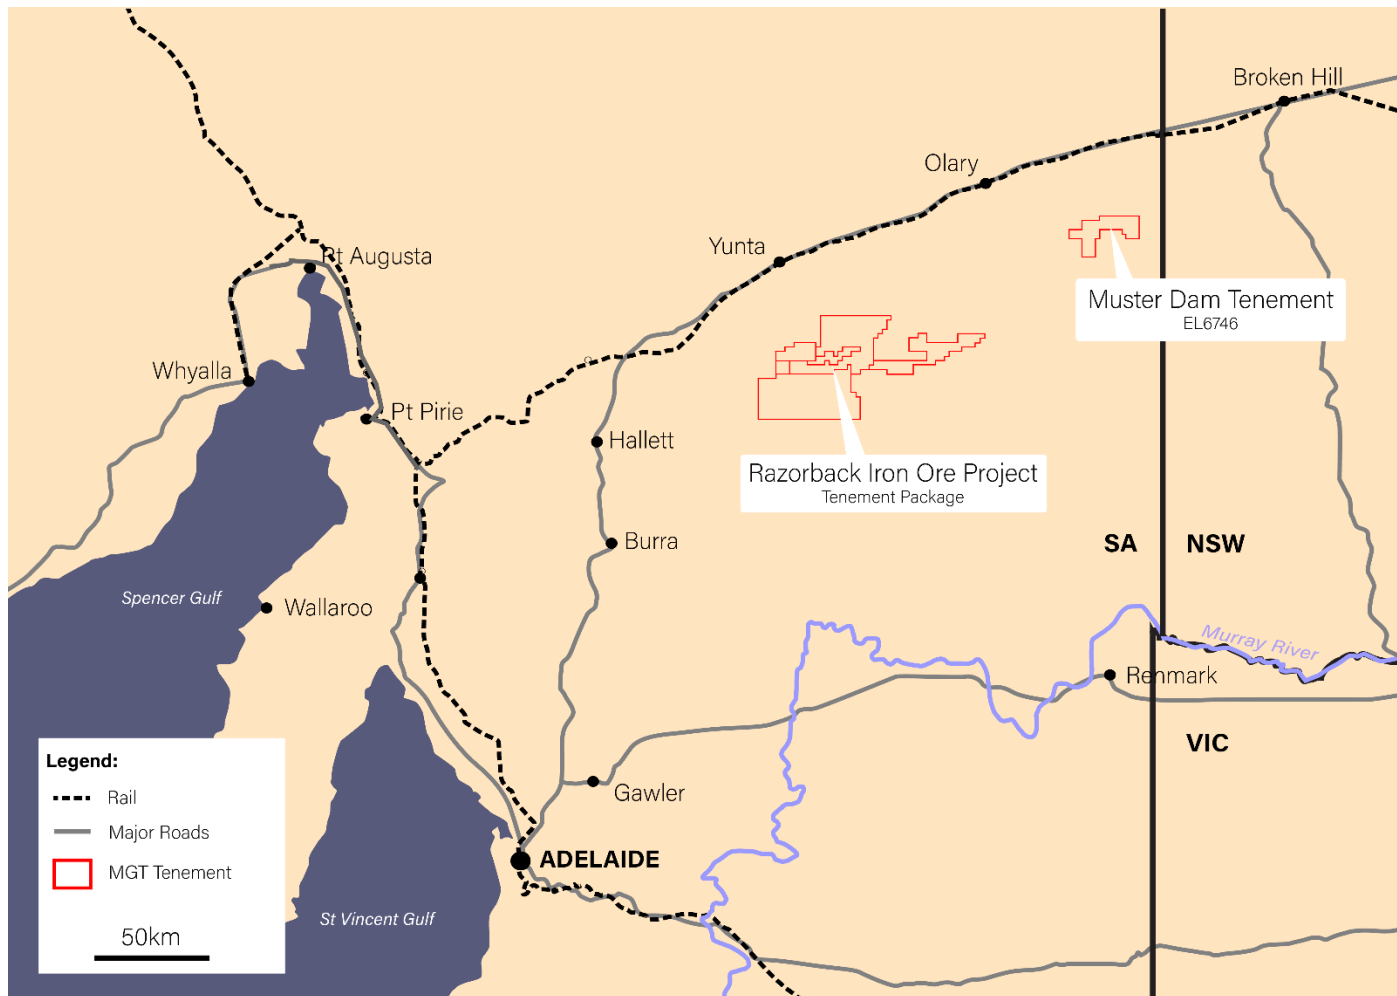 Broken Hill
Olary
Yunta
Pt Augusta
Muster Dam Tenement
EL6746
Whyalla
Pt Pirie
Hallett
Razorback Iron Ore Project
Tenement Package
Burra
SA
NSW
Spencer Gulf
Wallaroo
Murray River
Renmark
VIC
Gawler
ADELAIDE
St Vincent Gulf
Legend:
Rail
Major Roads
MGT Tenement
50km